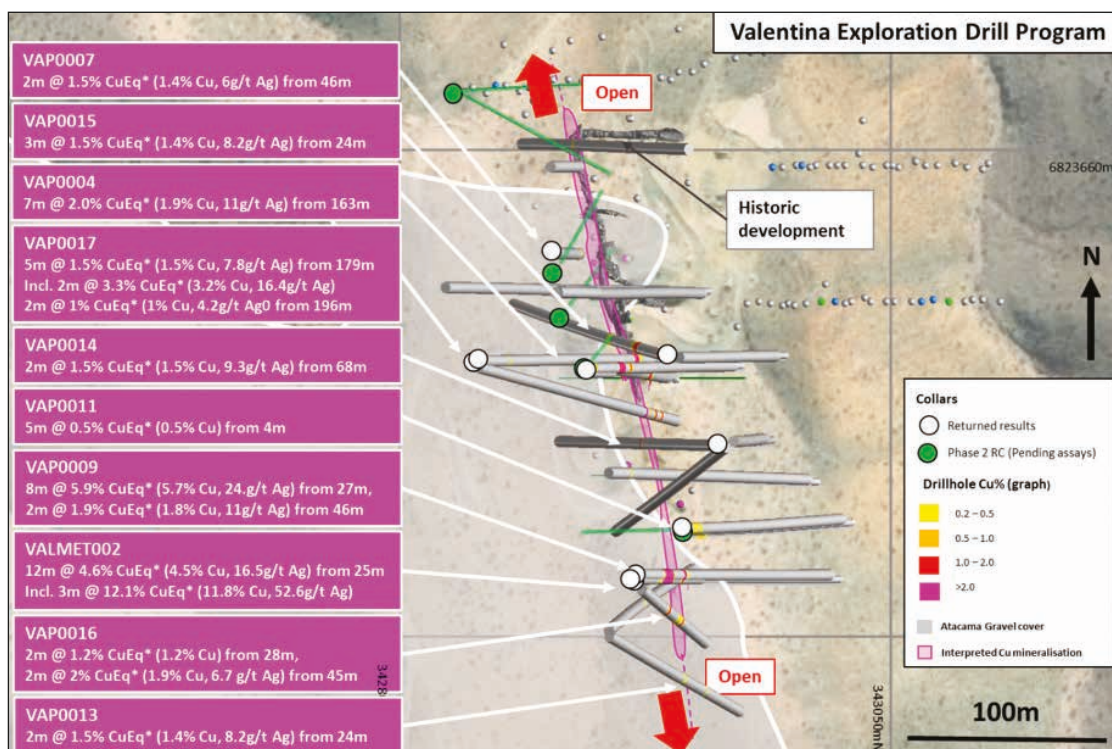 Valentina Exploration Drill Program
VAP0007
2m @ 1.5% CuEq* (1.4% Cu, 6g/t Ag) from 46m
VAP0015
3m @ 1.5% CuEq* (1.4% Cu, 8.2g/t Ag) from 24m
VAP0004
7m @ 2.0% CuEq* (1.9% Cu, 11g/t Ag) from 163m
VAP0017
5m @ 1.5% CuEq* (1.5% Cu, 7.8g/t Ag) from 179m
Incl. 2m @ 3.3% CuEq* (3.2% Cu, 16.4g/t Ag)
2m @ 1% CuEq* (1% Cu, 4.2g/t Ag0 from 196m
VAP0014
2m @ 1.5% CuEq* (1.5% Cu, 9.3g/t Ag) from 68m
VAP0011
5m @ 0.5% CuEq* (0.5% Cu) from 4m
VAP0009
8m @ 5.9% CuEq* (5.7% Cu, 24.g/t Ag) from 27m,
2m @ 1.9% CuEq* (1.8% Cu, 11g/t Ag) from 46m
VALMET002
12m @ 4.6% CuEq* (4.5% Cu, 16.5g/t Ag) from 25m
Incl. 3m @ 12.1% CuEq* (11.8% Cu, 52.6g/t Ag)
VAP0016
2m @ 1.2% CuEq* (1.2% Cu) from 28m,
2m @ 2% CuEq* (1.9% Cu, 6.7 g/t Ag) from 45m
VAP0013
2m @ 1.5% CuEq* (1.4% Cu, 8.2g/t Ag) from 24m
Open
6823660m
Historic
development
N
Collars
Returned results
Phase 2 RC (Pending assays)
Drillhole Cu% (graph)
0.2 – 0.5
0.5 – 1.0
1.0 – 2.0
>2.0
Atacama Gravel cover
Interpreted Cu mineralisation
Open
3428
343050mN
100m